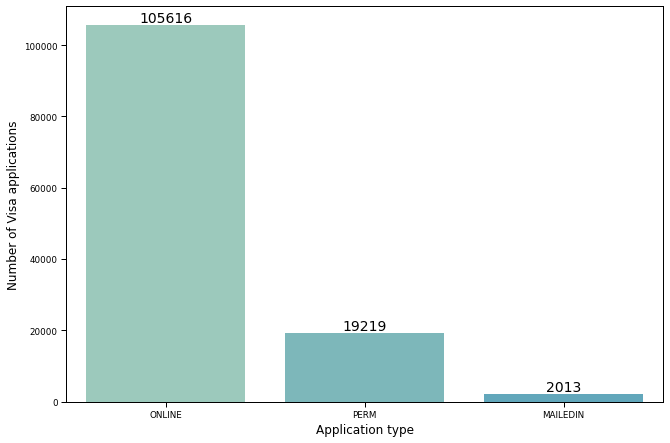 105616
100000
80000
60000
40000
20000
0
Number of Visa applications
19219
2013
ONLINE
PERM
MAILEDIN
Application type